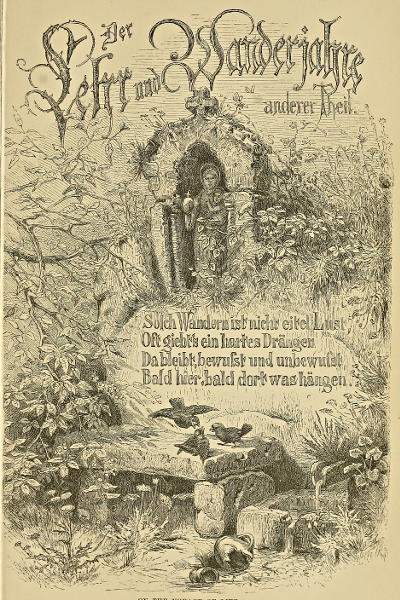 Der
Lehr und Wanderjahre
anderer Theil.
Solch Wandern ist nicht eitel Lust
Oft giebt's ein hartes Drängen
Da bleibt, bewußt und unbewußt
Bald hier, bald dort was hängen.